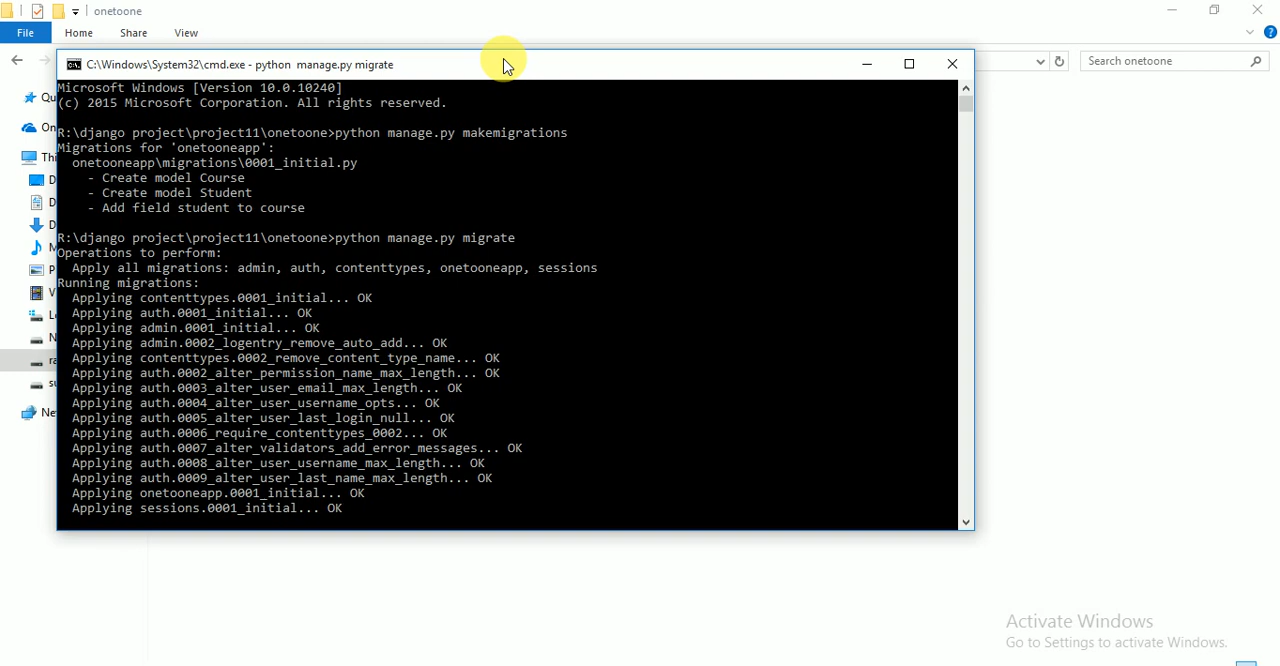 onetoone
File Home Share View
Search onetoone
C:\Windows\System32\cmd.exe - python  manage.py migrate
Microsoft Windows [Version 10.0.10240]
(c) 2015 Microsoft Corporation. All rights reserved.
R:\django project\project11\onetoone>python manage.py makemigrations
Migrations for 'onetooneapp':
onetooneapp\migrations\0001_initial.py
- Create model Course
- Create model Student
- Add field student to course
R:\django project\project11\onetoone>python manage.py migrate
Operations to perform:
Apply all migrations: admin, auth, contenttypes, onetooneapp, sessions
Running migrations:
Applying contenttypes.0001_initial... OK
Applying auth.0001_initial... OK
Applying admin.0001_initial... OK
Applying admin.0002_logentry_remove_auto_add... OK
Applying contenttypes.0002_remove_content_type_name... OK
Applying auth.0002_alter_permission_name_max_length... OK
Applying auth.0003_alter_user_email_max_length... OK
Applying auth.0004_alter_user_username_opts... OK
Applying auth.0005_alter_user_last_login_null... OK
Applying auth.0006_require_contenttypes_0002... OK
Applying auth.0007_alter_validators_add_error_messages... OK
Applying auth.0008_alter_user_username_max_length... OK
Applying auth.0009_alter_user_last_name_max_length... OK
Applying onetooneapp.0001_initial... OK
Applying sessions.0001_initial... OK
Activate Windows
Go to Settings to activate Windows.